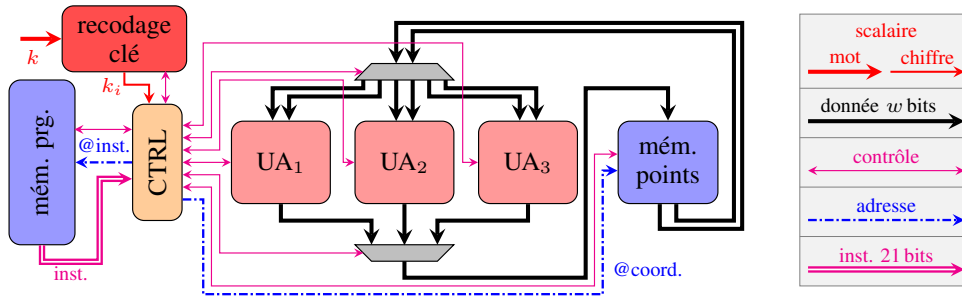 recodage
clé
k
k_i
mém. prg.
@inst.
CTRL
inst.
UA₁
UA₂
UA₃
mém.
points
@coord.
scalaire
mot
chiffre
donnée w bits
contrôle
adresse
inst. 21 bits